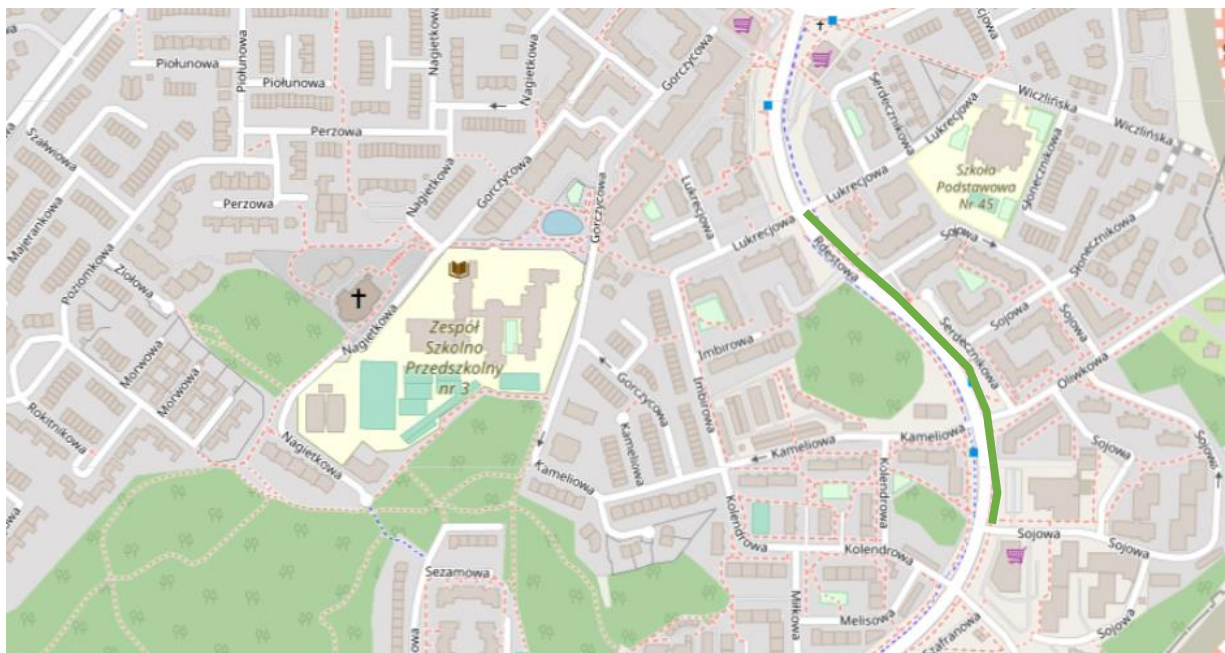 Piołunowa
Piołunowa
Piołunowa
Nagietkowa
Nagietkowa
Gorczycowa
Serdecznikowa
Wiczlińska
Wiczlińska
Szałwiowa
Perzowa
Lukrecjowa
Gorczycowa
Nagietkowa
Szkoła
Podstawowa
Nr 45
Słonecznikowa
Majerankowa
Perzowa
Gorczycowa
Lukrecjowa
Lukrecjowa
Lukrecjowa
Sojowa
Słonecznikowa
Poziomkowa
Ziołowa
Rdestowa
Zespół
Szkolno
Przedszkolny
nr 3
Nagietkowa
Imbirowa
Imbirowa
Serdecznikowa
Sojowa
Sojowa
Oliwkowa
Morwowa
Morwowa
Rokitnikowa
Gorczycowa
Kameliowa
Kameliowa
Kameliowa
Kameliowa
Nagietkowa
Sojowa
Sojowa
Kolendrowa
Kolendrowa
Kolendrowa
Kolendrowa
Sojowa
Sojowa
Sezamowa
Miłkowa
Melisowa
Szafranowa
Sojowa